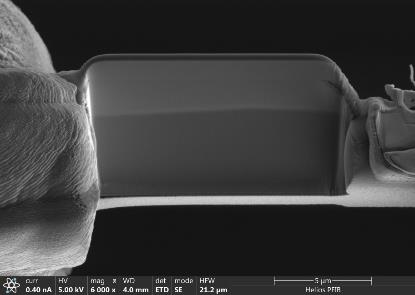 curr HV mag ¤ WD det mode HFW 5 µm
0.40 nA 5.00 kV 6 000 x 4.0 mm ETD SE 21.2 µm Helios PFIB